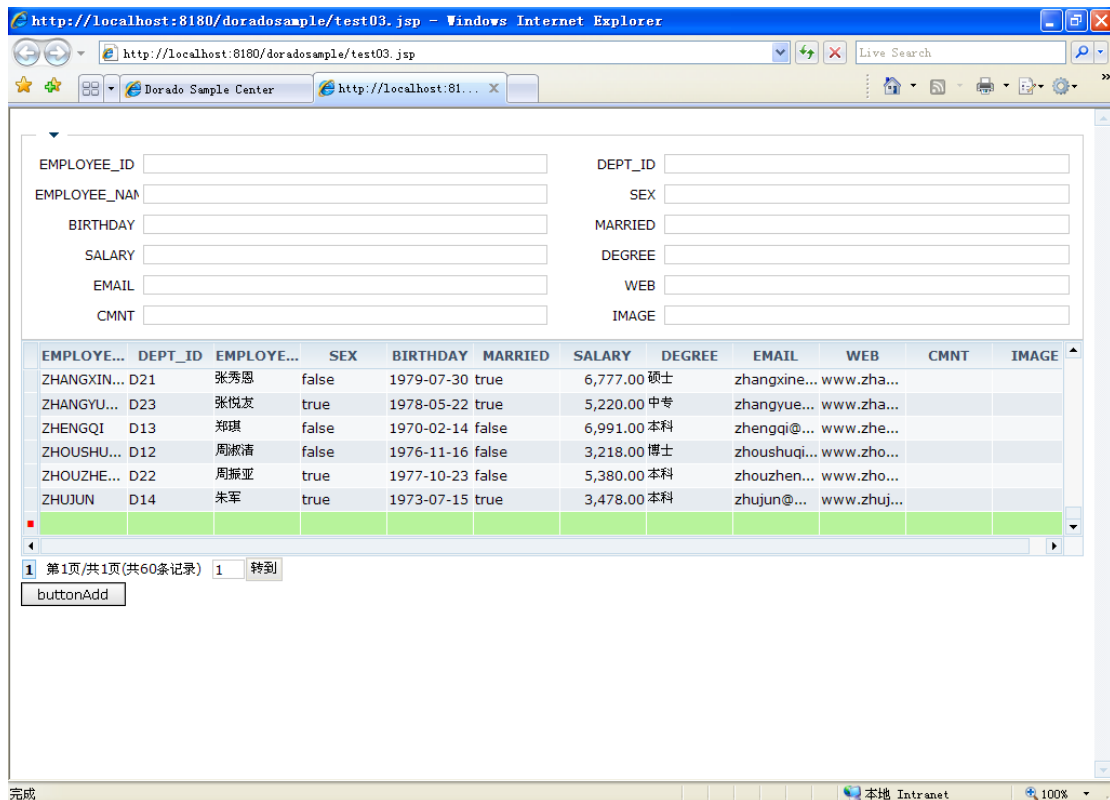 http://localhost:8180/doradosample/test03.jsp - Windows Internet Explorer
http://localhost:8180/doradosample/test03.jsp
Live Search
Dorado Sample Center
http://localhost:81...
EMPLOYEE_ID DEPT_ID
EMPLOYEE_NAM SEX
BIRTHDAY MARRIED
SALARY DEGREE
EMAIL WEB
CMNT IMAGE
EMPLOYE... DEPT_ID EMPLOYE... SEX BIRTHDAY MARRIED SALARY DEGREE EMAIL WEB CMNT IMAGE
ZHANGXIN... D21 张秀恩 false 1979-07-30 true 6,777.00 硕士 zhangxine... www.zha...
ZHANGYU... D23 张悦友 true 1978-05-22 true 5,220.00 中专 zhangyue... www.zha...
ZHENGQI D13 郑琪 false 1970-02-14 false 6,991.00 本科 zhengqi@... www.zhe...
ZHOUSHU... D12 周淑清 false 1976-11-16 false 3,218.00 博士 zhoushuqi... www.zho...
ZHOUZHE... D22 周振亚 true 1977-10-23 false 5,380.00 本科 zhouzhen... www.zho...
ZHUJUN D14 朱军 true 1973-07-15 true 3,478.00 本科 zhujun@... www.zhuj...
1 第1页/共1页(共60条记录) 1 转到
buttonAdd
完成 本地 Intranet 100%